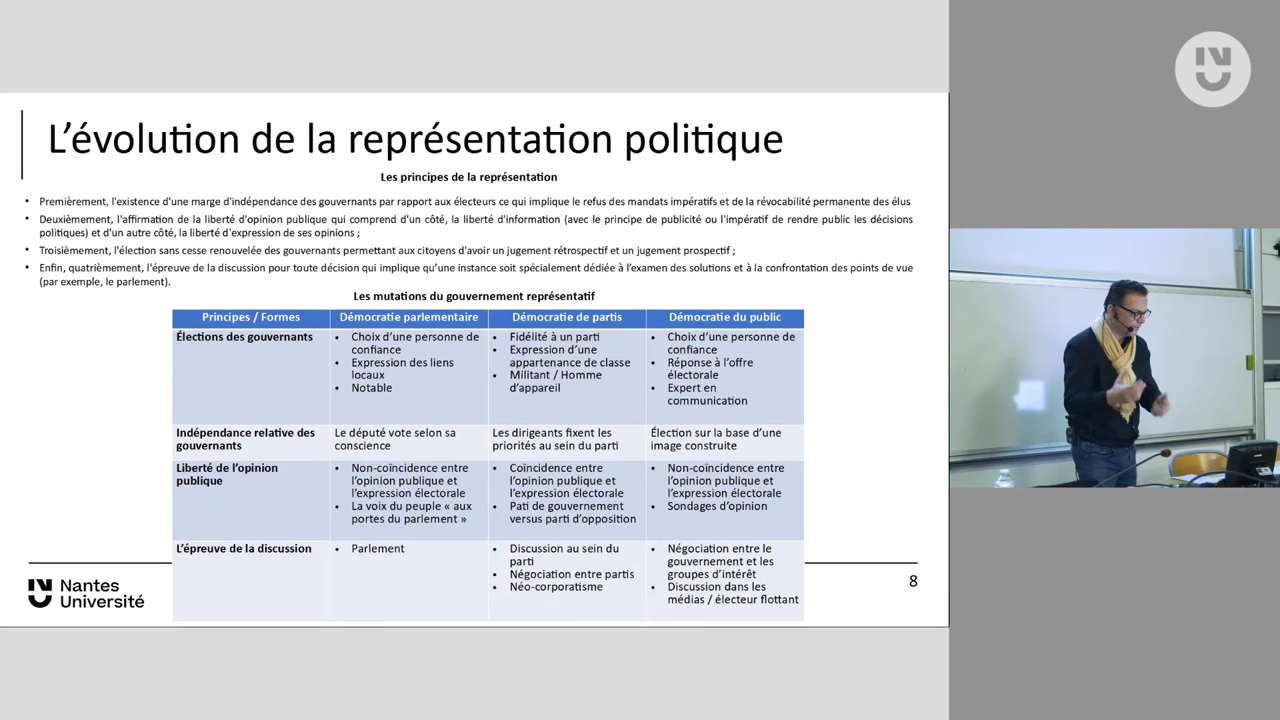 L'évolution de la représentation politique
Les principes de la représentation
• Premièrement, l'existence d'une marge d'indépendance des gouvernants par rapport aux électeurs ce qui implique le refus des mandats impératifs et de la révocabilité permanente des élus
• Deuxièmement, l'affirmation de la liberté d'opinion publique qui comprend d'un côté, la liberté d'information (avec le principe de publicité ou l'impératif de rendre public les décisions
politiques) et d'un autre côté, la liberté d'expression de ses opinions ;
• Troisièmement, l'élection sans cesse renouvelée des gouvernants permettant aux citoyens d'avoir un jugement rétrospectif et un jugement prospectif ;
• Enfin, quatrièmement, l'épreuve de la discussion pour toute décision qui implique qu'une instance soit spécialement dédiée à l'examen des solutions et à la confrontation des points de vue
(par exemple, le parlement).
Les mutations du gouvernement représentatif
Principes / Formes
Démocratie parlementaire
Démocratie de partis
Démocratie du public
Élections des gouvernants
• Choix d'une personne de
confiance
• Expression des liens
locaux
• Notable
• Fidélité à un parti
• Expression d'une
appartenance de classe
• Militant / Homme
d'appareil
• Choix d'une personne de
confiance
• Réponse à l'offre
électorale
• Expert en
communication
Indépendance relative des
gouvernants
Le député vote selon sa
conscience
Les dirigeants fixent les
priorités au sein du parti
Élection sur la base d'une
image construite
Liberté de l'opinion
publique
• Non-coïncidence entre
l'opinion publique et
l'expression électorale
• La voix du peuple « aux
portes du parlement »
• Coïncidence entre
l'opinion publique et
l'expression électorale
• Pati de gouvernement
versus parti d'opposition
• Non-coïncidence entre
l'opinion publique et
l'expression électorale
• Sondages d'opinion
L'épreuve de la discussion
• Parlement
• Discussion au sein du
parti
• Négociation entre partis
• Néo-corporatisme
• Négociation entre le
gouvernement et les
groupes d'intérêt
• Discussion dans les
médias / électeur flottant
Nantes
Université
8